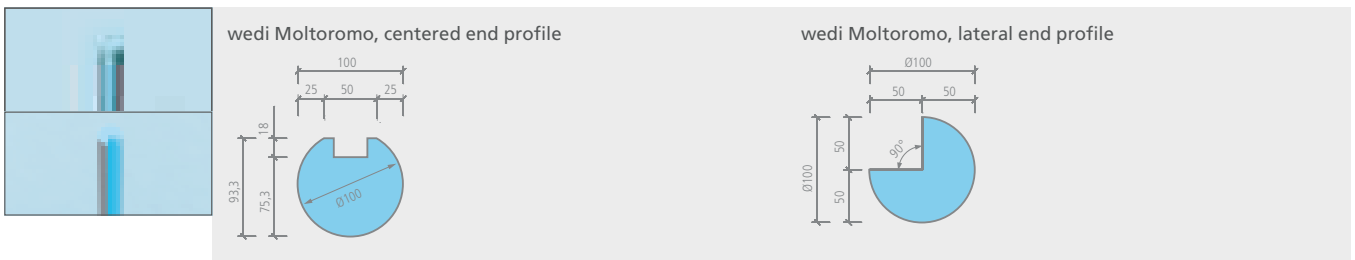 wedi Moltoromo, centered end profile
100
25 50 25
18
93,3
75,3
Ø100
wedi Moltoromo, lateral end profile
Ø100
50 50
Ø100
50
50
90°